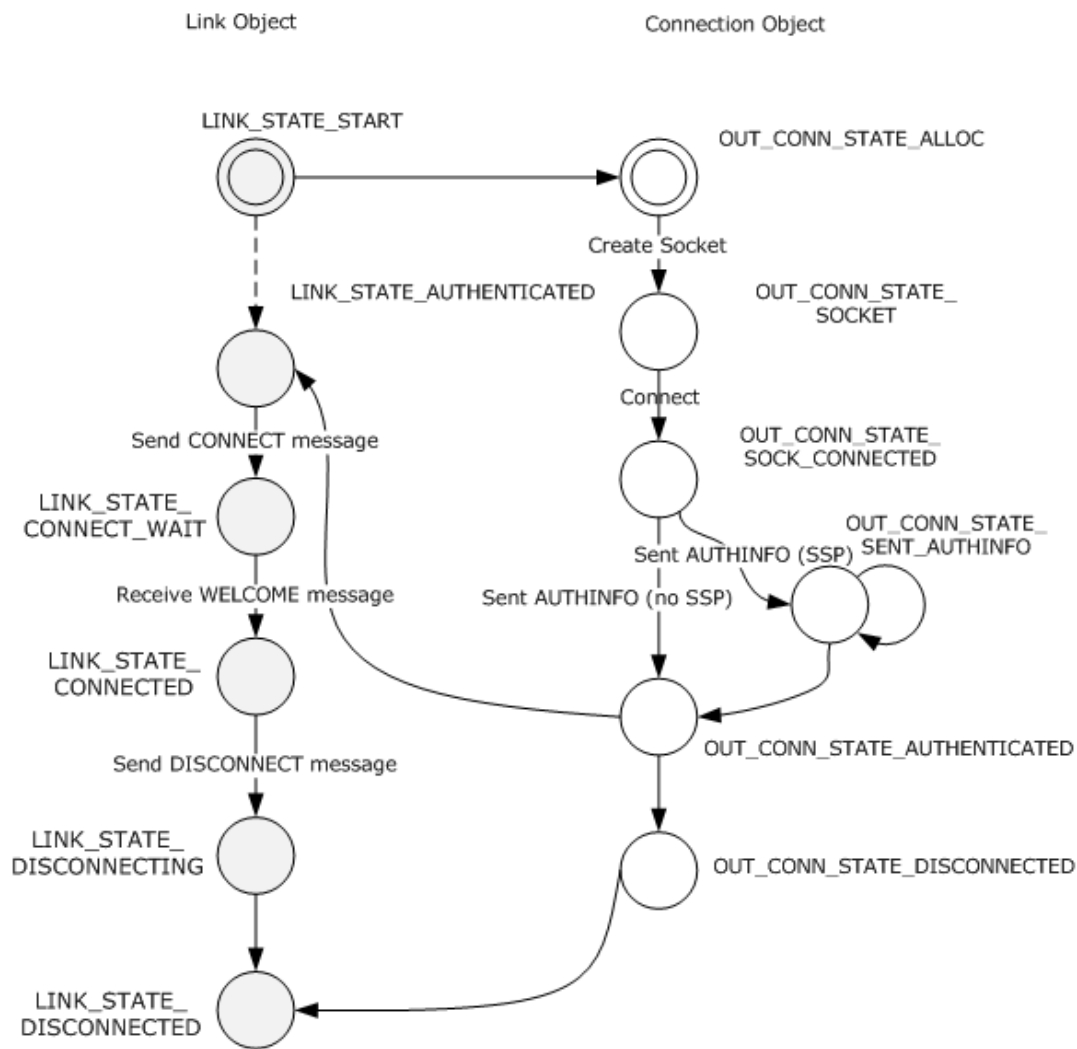 Link Object
Connection Object
LINK_STATE_START
OUT_CONN_STATE_ALLOC
Create Socket
LINK_STATE_AUTHENTICATED
OUT_CONN_STATE_
SOCKET
Connect
Send CONNECT message
OUT_CONN_STATE_
SOCK_CONNECTED
LINK_STATE_
CONNECT_WAIT
OUT_CONN_STATE_
SENT_AUTHINFO
Sent AUTHINFO (SSP)
Receive WELCOME message
Sent AUTHINFO (no SSP)
LINK_STATE_
CONNECTED
OUT_CONN_STATE_AUTHENTICATED
Send DISCONNECT message
LINK_STATE_
DISCONNECTING
OUT_CONN_STATE_DISCONNECTED
LINK_STATE_
DISCONNECTED